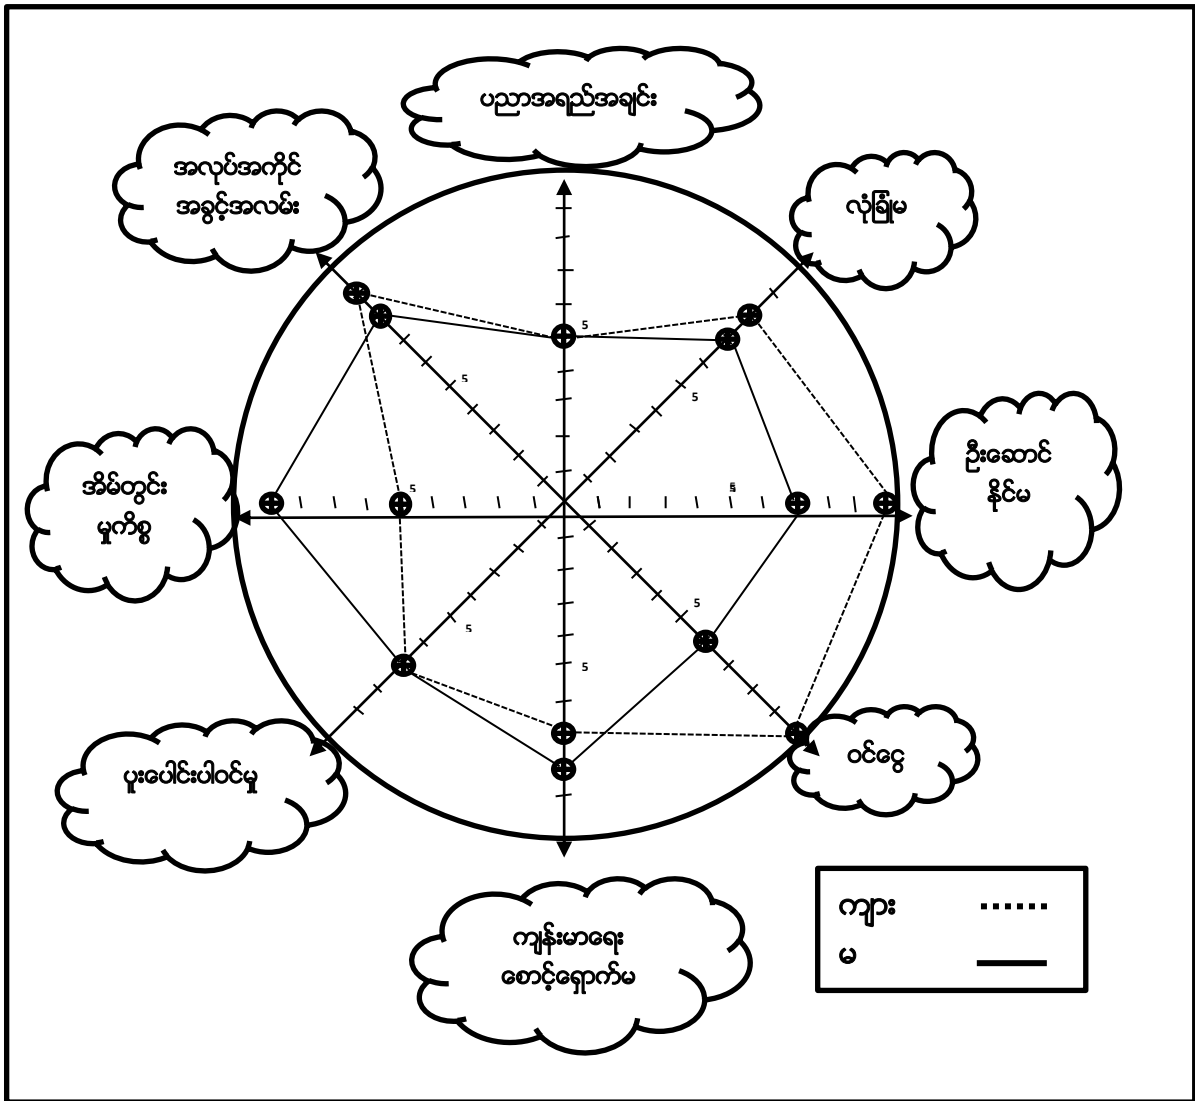 ပညာအရည်အချင်း
အလုပ်အကိုင်
အခွင့်အလမ်း
လုံခြုံမ
ဦးဆောင်
နိုင်မ
အိမ်တွင်း
မှုကိစ္စ
5
5
5
5
5
5
5
5
ဝင်ငွေ
ပူးပေါင်းပါဝင်မှု
ကျန်းမာရေး
စောင့်ရှောက်မ
ကျား
မ